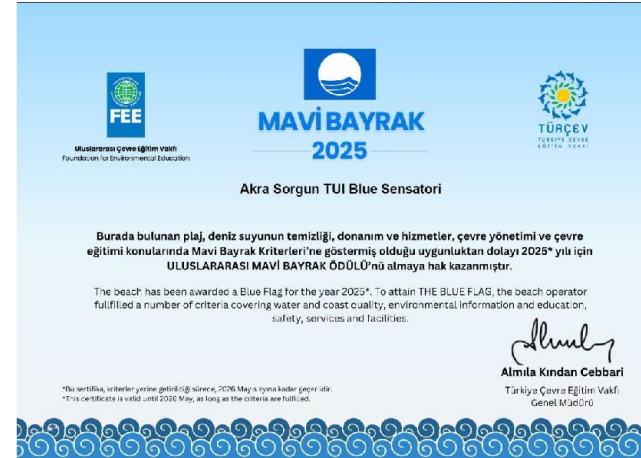 FEE
Uluslararası Çevre Eğitim Vakfı
Foundation for Environmental Education
MAVİ BAYRAK
2025
TÜRÇEV
TÜRKİYE ÇEVRE
EĞİTİM VAKFI
Akra Sorgun TUI Blue Sensatori
Burada bulunan plaj, deniz suyunun temizliği, donanım ve hizmetler, çevre yönetimi ve çevre
eğitimi konularında Mavi Bayrak Kriterleri'ne göstermiş olduğu uygunluktan dolayı 2025* yılı için
ULUSLARARASI MAVİ BAYRAK ÖDÜLÜ'nü almaya hak kazanmıştır.
The beach has been awarded a Blue Flag for the year 2025*. To attain THE BLUE FLAG, the beach operator
fullfilled a number of criteria covering water and coast quality, environmental information and education,
safety, services and facilities.
Almıla Kından Cebbari
Türkiye Çevre Eğitim Vakfı
Genel Müdürü
*Bu sertifika, kriterler yerine getirildiği sürece, 2026 Mayıs ayına kadar geçerlidir.
*This certificate is valid until 2026 May, as long as the criteria are fulfilled.